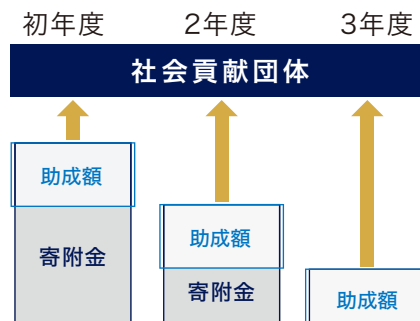 初年度 2年度 3年度
社会貢献団体
助成額
寄附金
助成額
寄附金
助成額